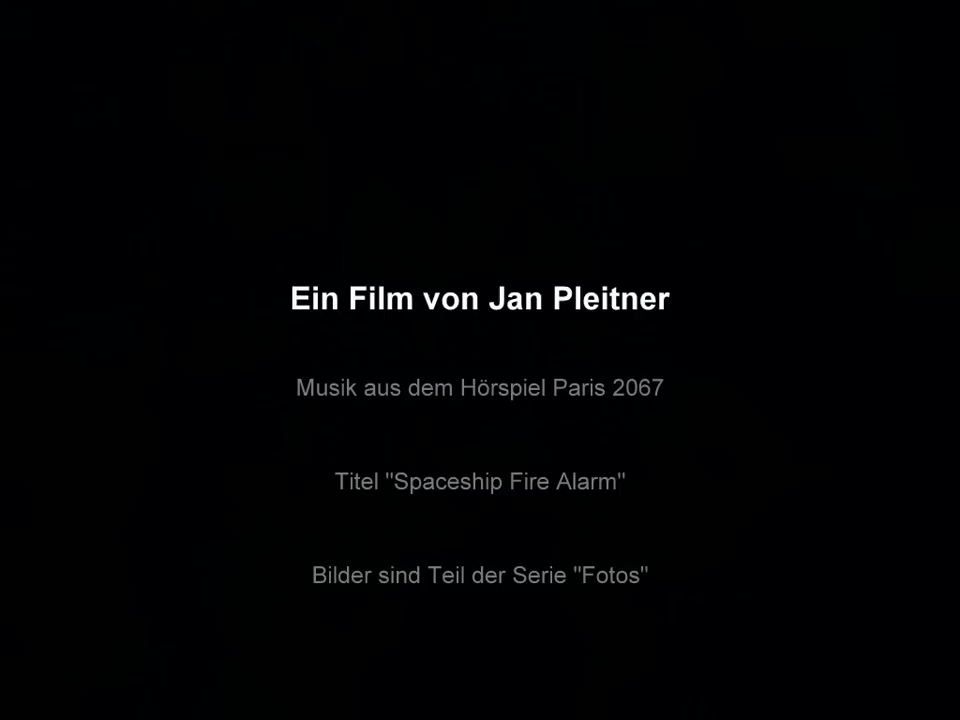 Ein Film von Jan Pleitner
Musik aus dem Hörspiel Paris 2067
Titel "Spaceship Fire Alarm"
Bilder sind Teil der Serie "Fotos"